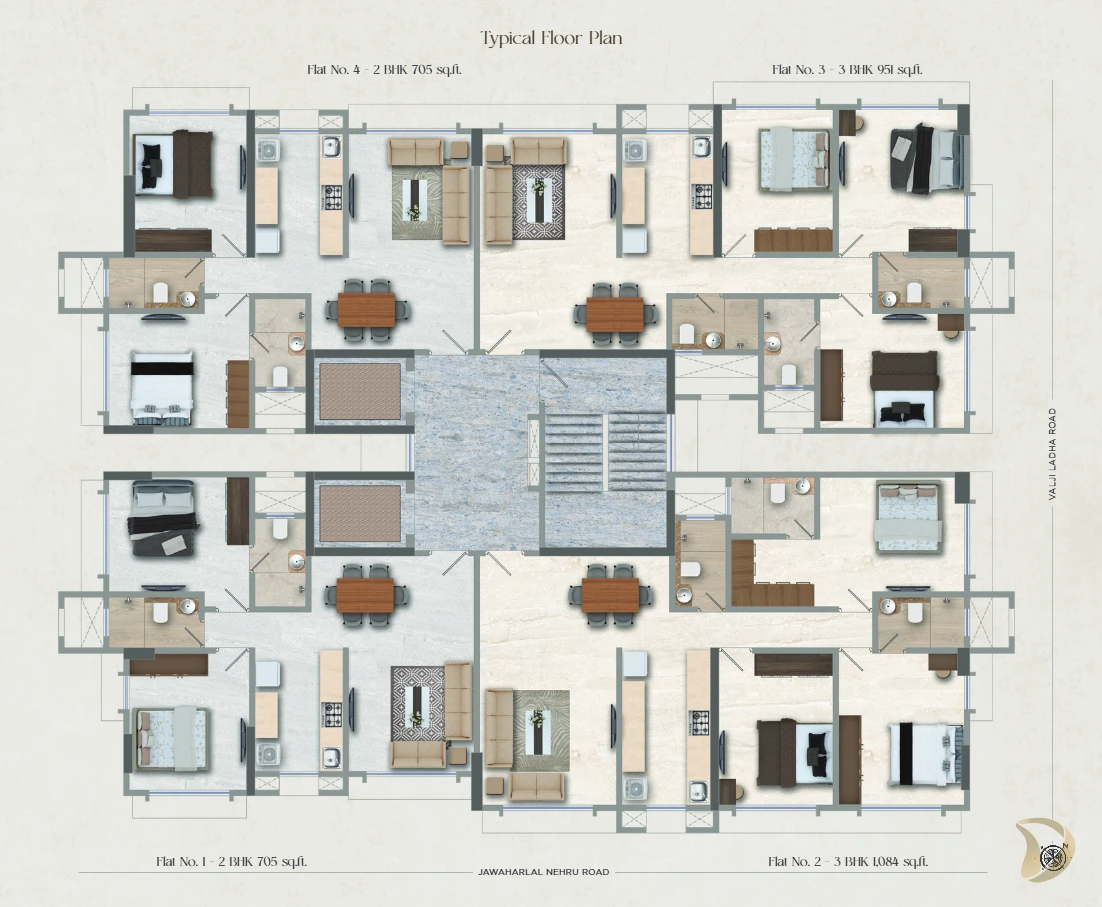 Typical Floor Plan
Flat No. 4 - 2 BHK 705 sq.ft.
Flat No. 3 - 3 BHK 951 sq.ft.
VALJI LADHA ROAD
Flat No. 1 - 2 BHK 705 sq.ft.
Flat No. 2 - 3 BHK 1,084 sq.ft.
JAWAHARLAL NEHRU ROAD
N